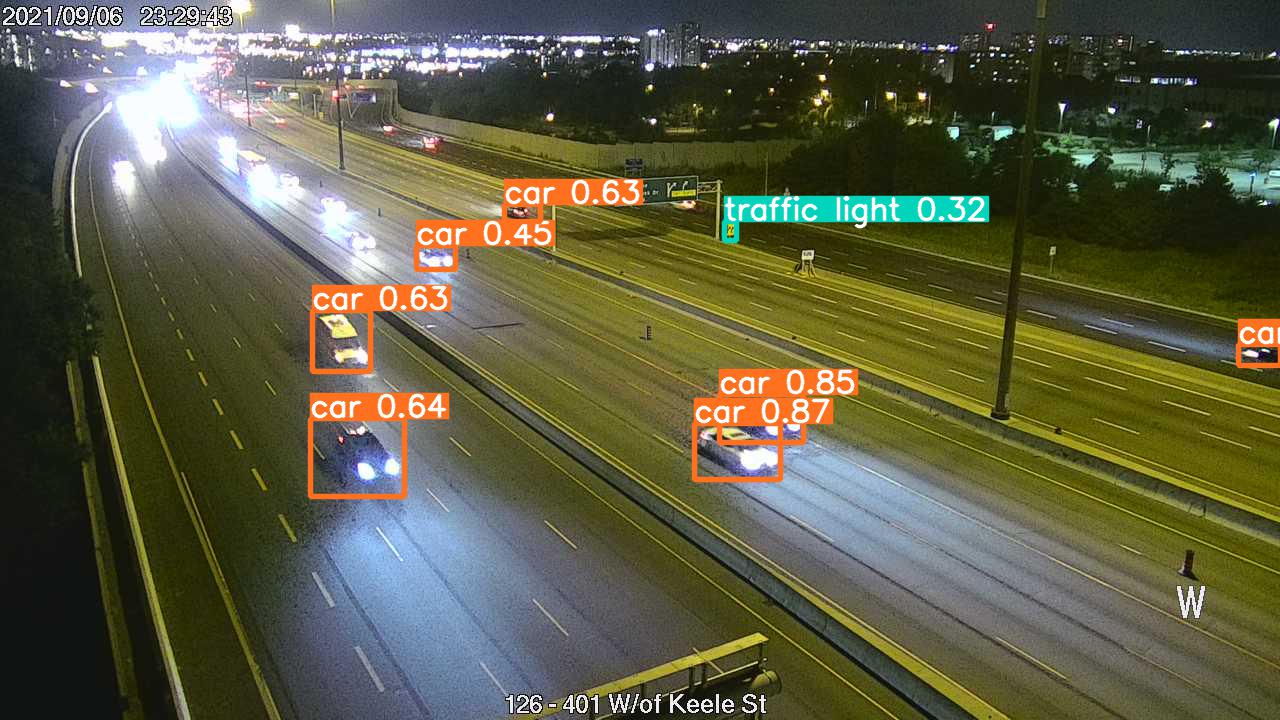 2021/09/06 23:29:43
car 0.63
traffic light 0.32
car 0.45
car 0.63
car
car 0.85
car 0.64
car 0.87
W
126 - 401 W/of Keele St